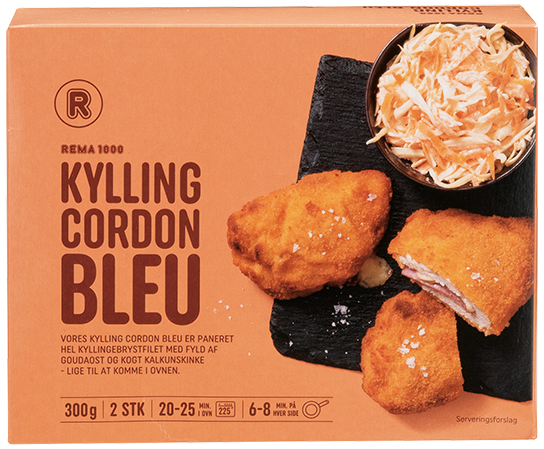 R
REMA 1000
KYLLING
CORDON
BLEU
VORES KYLLING CORDON BLEU ER PANERET
HEL KYLLINGEBRYSTFILET MED FYLD AF
GOUDAOST OG KOGT KALKUNSKINKE
- LIGE TIL AT KOMME I OVNEN.
300g 2 STK 20-25 MIN. I OVN 225° 6-8 MIN. PÅ HVER SIDE
Serveringsforslag